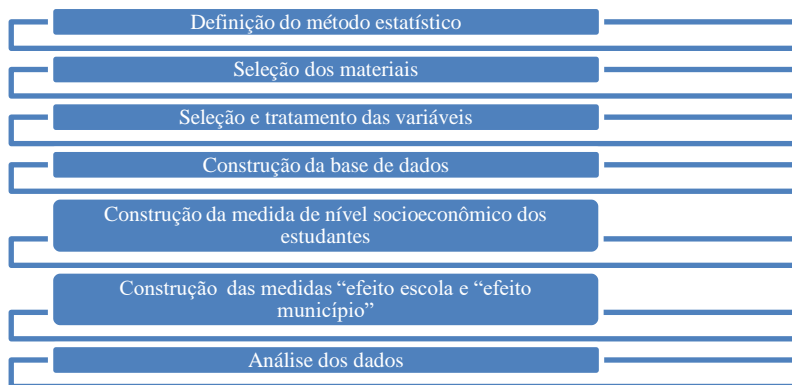 Definição do método estatístico
Seleção dos materiais
Seleção e tratamento das variáveis
Construção da base de dados
Construção da medida de nível socioeconômico dos
estudantes
Construção  das medidas “efeito escola e “efeito
município”
Análise dos dados